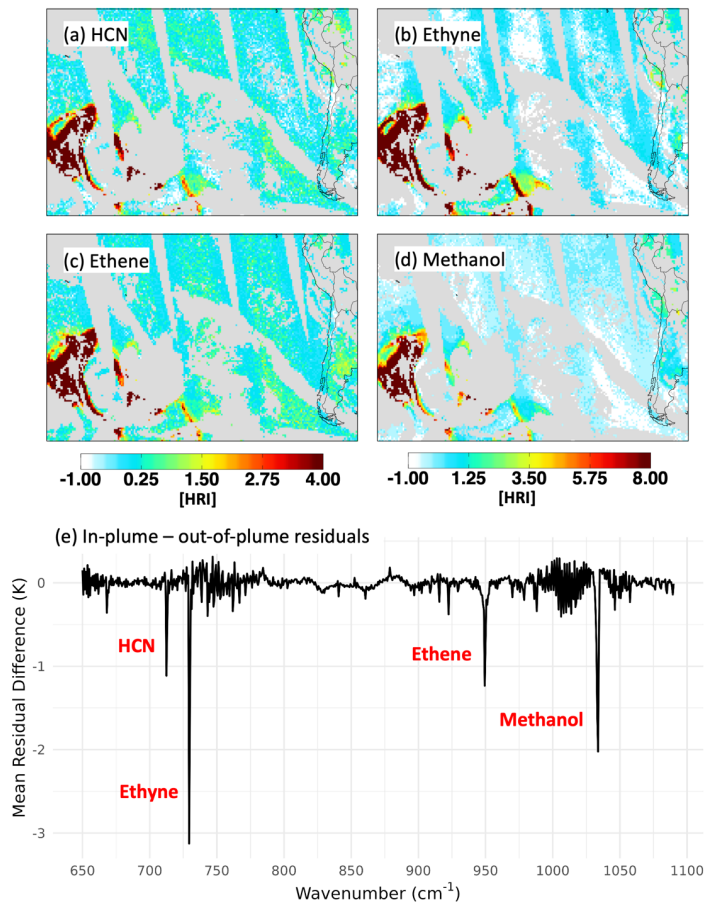 (a) HCN
(b) Ethyne
(c) Ethene
(d) Methanol
-1.00 0.25 1.50 2.75 4.00
[HRI]
-1.00 1.25 3.50 5.75 8.00
[HRI]
(e) In-plume – out-of-plume residuals
Mean Residual Difference (K)
0
-1
-2
-3
HCN
Ethyne
Ethene
Methanol
650 700 750 800 850 900 950 1000 1050 1100
Wavenumber (cm⁻¹)